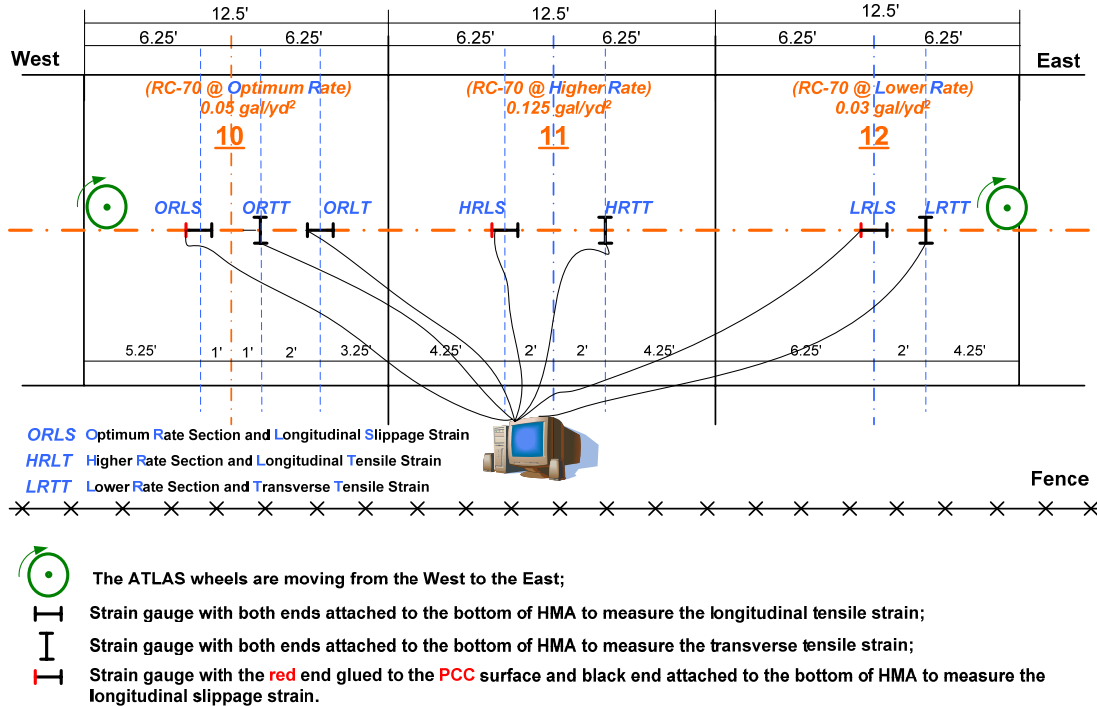 12.5' 12.5' 12.5'
6.25' 6.25' 6.25' 6.25' 6.25' 6.25'
West East
(RC-70 @ Optimum Rate) (RC-70 @ Higher Rate) (RC-70 @ Lower Rate)
0.05 gal/yd² 0.125 gal/yd² 0.03 gal/yd²
10 11 12
ORLS ORTT ORLT HRLS HRTT LRLS LRTT
5.25' 1' 1' 2' 3.25' 4.25' 2' 2' 4.25' 6.25' 2' 4.25'
ORLS Optimum Rate Section and Longitudinal Slippage Strain
HRLT Higher Rate Section and Longitudinal Tensile Strain
LRTT Lower Rate Section and Transverse Tensile Strain
Fence
The ATLAS wheels are moving from the West to the East;
Strain gauge with both ends attached to the bottom of HMA to measure the longitudinal tensile strain;
Strain gauge with both ends attached to the bottom of HMA to measure the transverse tensile strain;
Strain gauge with the red end glued to the PCC surface and black end attached to the bottom of HMA to measure the
longitudinal slippage strain.